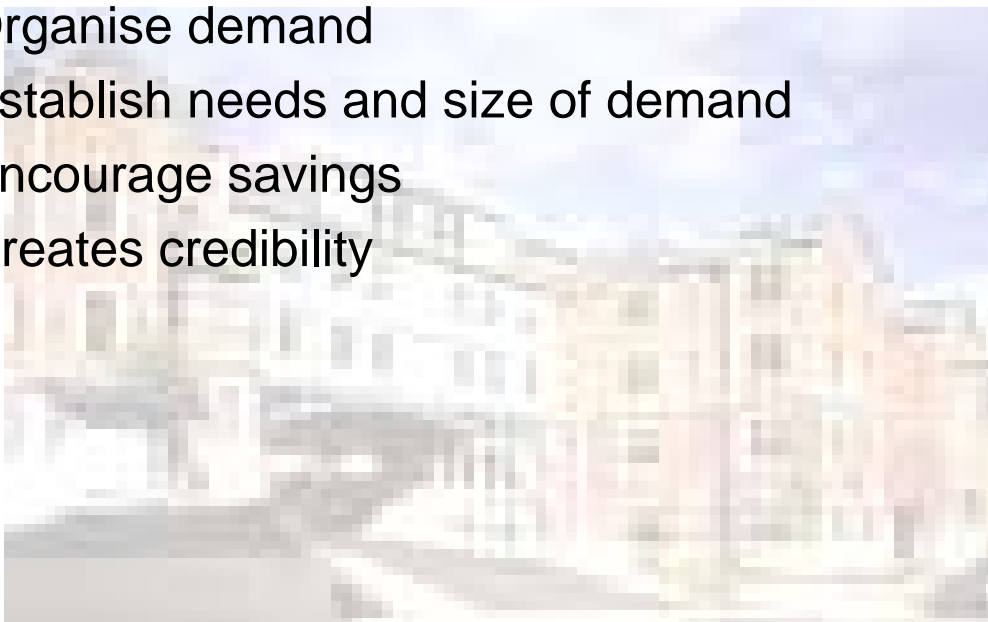 rganise demand
stablish needs and size of demand
ncourage savings
reates credibility